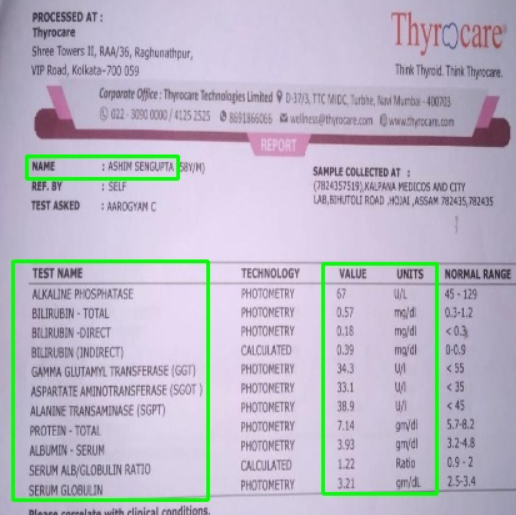 PROCESSED AT :
Thyrocare
Shree Towers II, RAA/36, Raghunathpur,
VIP Road, Kolkata-700 059
Thyrocare®
Think Thyroid. Think Thyrocare.
Corporate Office : Thyrocare Technologies Limited D-37/3, TTC MIDC, Turbhe, Navi Mumbai - 400703
022 - 3090 0000 / 4125 2525 8691866066 wellness@thyrocare.com www.thyrocare.com
REPORT
NAME : ASHIM SENGUPTA (58Y/M)
REF. BY : SELF
TEST ASKED : AAROGYAM C
SAMPLE COLLECTED AT :
(7824357519),KALPANA MEDICOS AND CITY
LAB,BIHUTOLI ROAD ,HOJAI ,ASSAM 782435,782435
TEST NAME TECHNOLOGY VALUE UNITS NORMAL RANGE
ALKALINE PHOSPHATASE PHOTOMETRY 67 U/L 45 - 129
BILIRUBIN - TOTAL PHOTOMETRY 0.57 mg/dl 0.3-1.2
BILIRUBIN -DIRECT PHOTOMETRY 0.18 mg/dl < 0.3
BILIRUBIN (INDIRECT) CALCULATED 0.39 mg/dl 0-0.9
GAMMA GLUTAMYL TRANSFERASE (GGT) PHOTOMETRY 34.3 U/l < 55
ASPARTATE AMINOTRANSFERASE (SGOT ) PHOTOMETRY 33.1 U/l < 35
ALANINE TRANSAMINASE (SGPT) PHOTOMETRY 38.9 U/l < 45
PROTEIN - TOTAL PHOTOMETRY 7.14 gm/dl 5.7-8.2
ALBUMIN - SERUM PHOTOMETRY 3.93 gm/dl 3.2-4.8
SERUM ALB/GLOBULIN RATIO CALCULATED 1.22 Ratio 0.9 - 2
SERUM GLOBULIN PHOTOMETRY 3.21 gm/dL 2.5-3.4
Please correlate with clinical conditions.